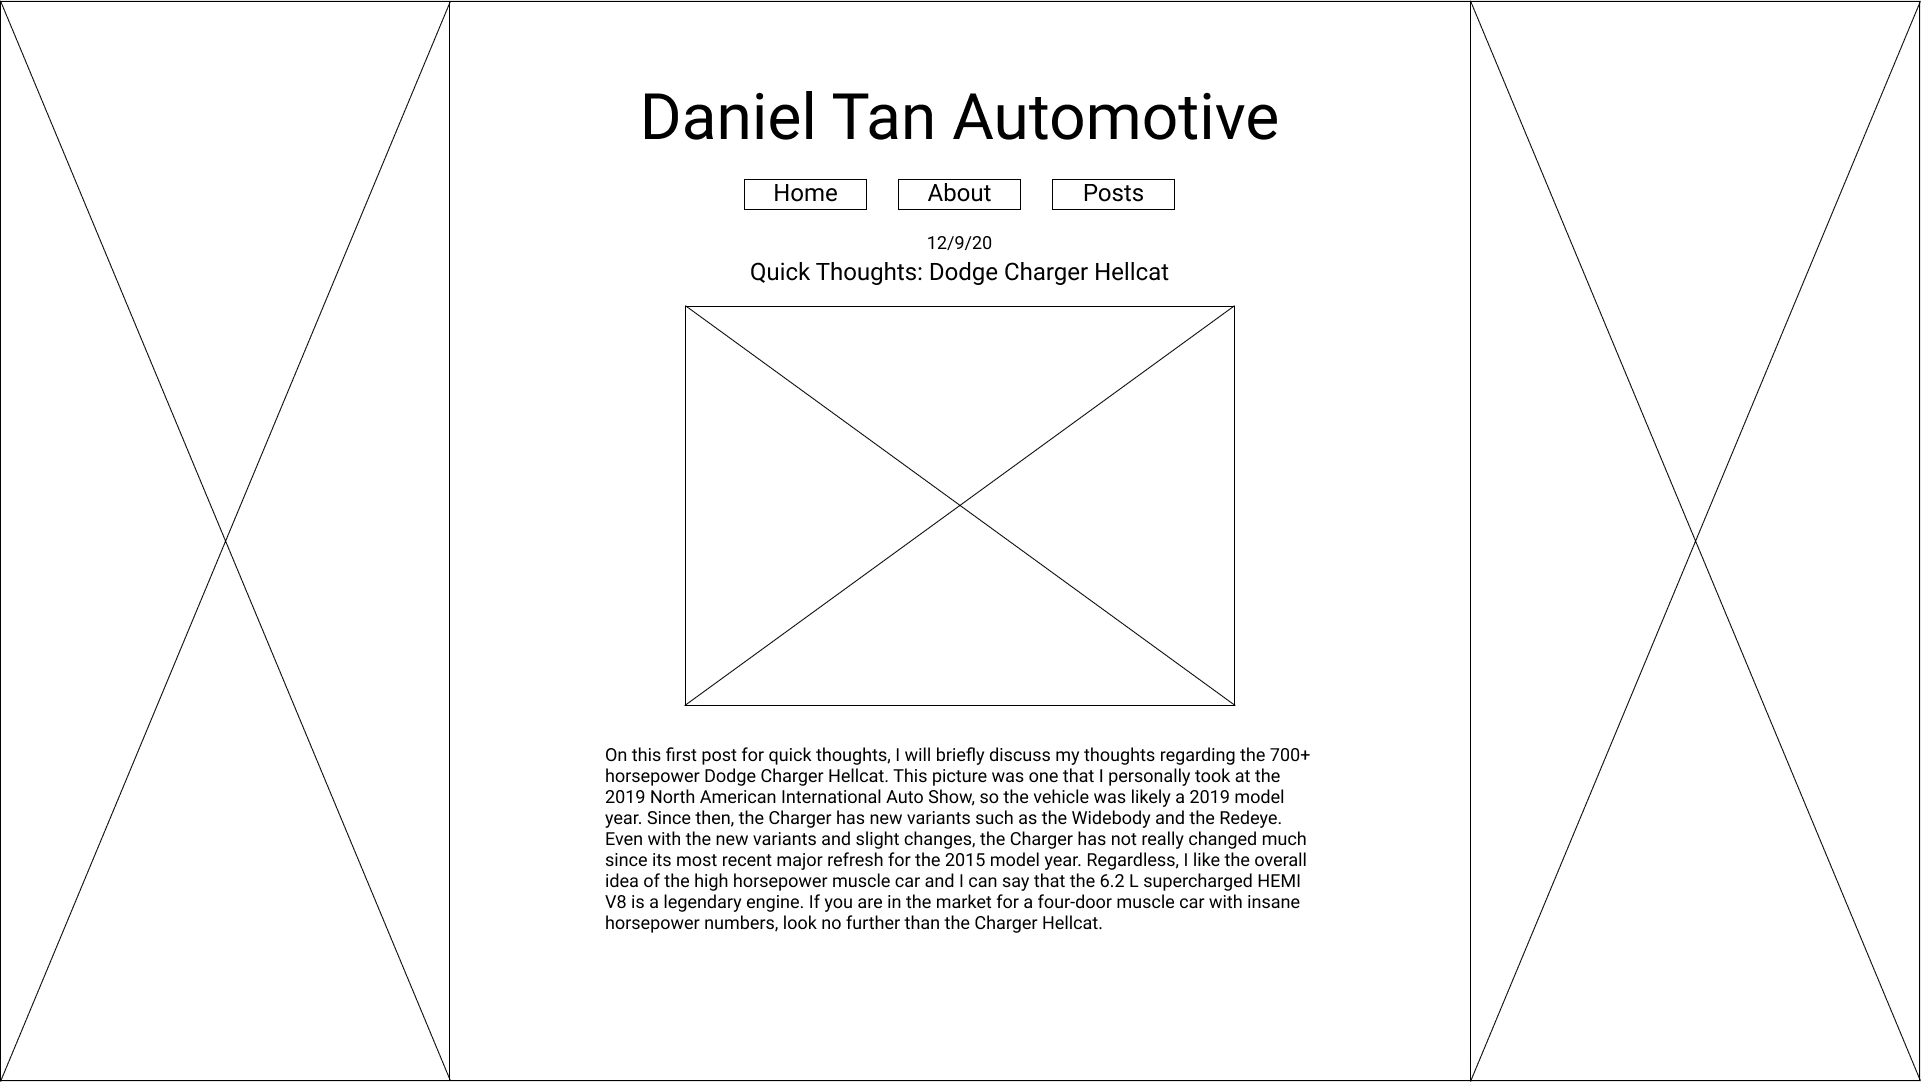 Daniel Tan Automotive
Home About Posts
12/9/20
Quick Thoughts: Dodge Charger Hellcat
On this first post for quick thoughts, I will briefly discuss my thoughts regarding the 700+
horsepower Dodge Charger Hellcat. This picture was one that I personally took at the
2019 North American International Auto Show, so the vehicle was likely a 2019 model
year. Since then, the Charger has new variants such as the Widebody and the Redeye.
Even with the new variants and slight changes, the Charger has not really changed much
since its most recent major refresh for the 2015 model year. Regardless, I like the overall
idea of the high horsepower muscle car and I can say that the 6.2 L supercharged HEMI
V8 is a legendary engine. If you are in the market for a four-door muscle car with insane
horsepower numbers, look no further than the Charger Hellcat.